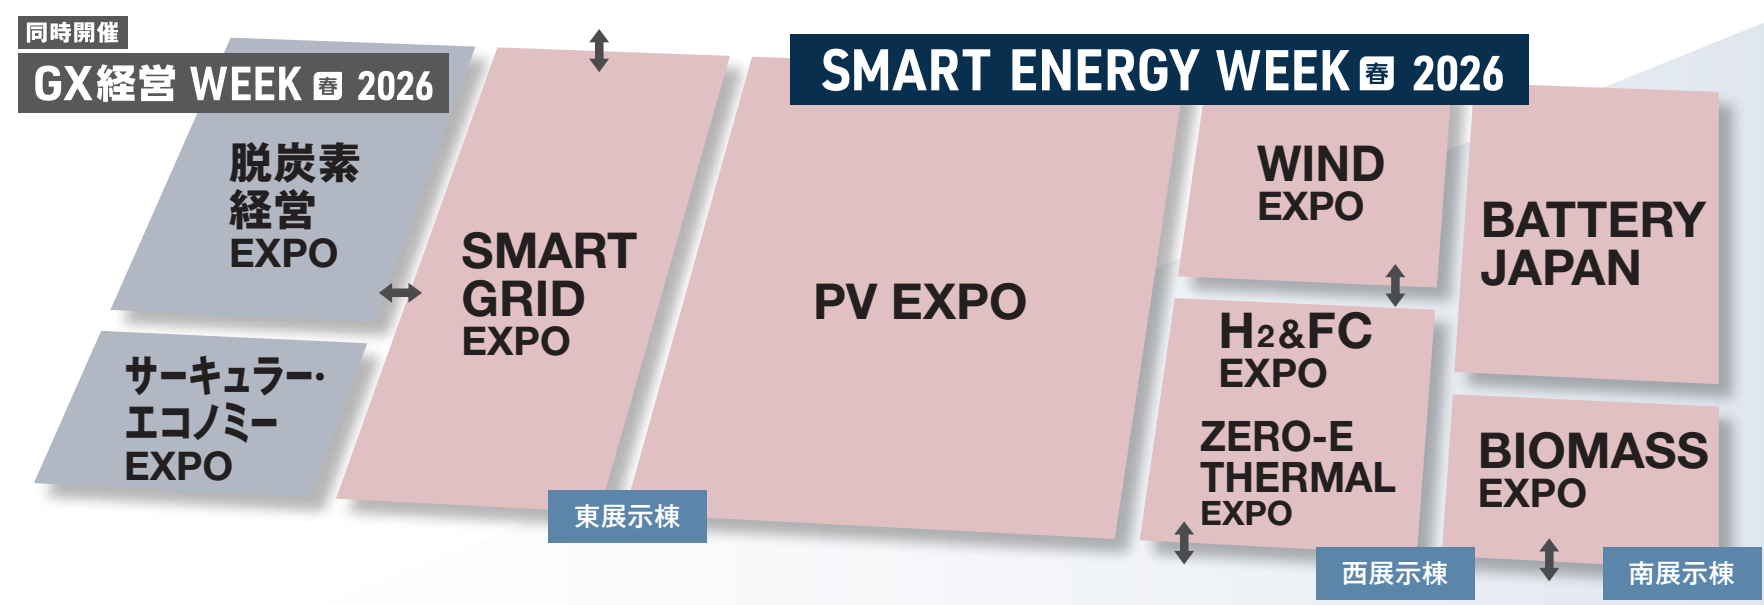 同時開催
GX経営 WEEK 春 2026
SMART ENERGY WEEK 春 2026
脱炭素
経営
EXPO
サーキュラー・
エコノミー
EXPO
SMART
GRID
EXPO
PV EXPO
WIND
EXPO
H2&FC
EXPO
ZERO-E
THERMAL
EXPO
BATTERY
JAPAN
BIOMASS
EXPO
東展示棟
西展示棟
南展示棟